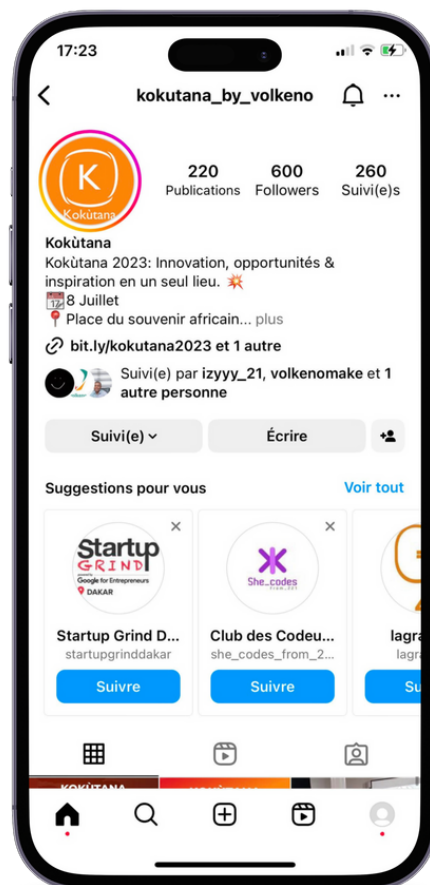 17:23
kokutana_by_volkeno
K
Kokùtana
220
Publications
600
Followers
260
Suivi(e)s
Kokùtana
Kokùtana 2023: Innovation, opportunités &
inspiration en un seul lieu. 💥
📅8 Juillet
📍Place du souvenir africain... plus
bit.ly/kokutana2023 et 1 autre
Suivi(e) par izyyy_21, volkenomake et 1
autre personne
Suivi(e)
Écrire
Suggestions pour vous
Voir tout
Startup
GRIND
Google for Entrepreneurs
DAKAR
Startup Grind D...
startupgrinddakar
Suivre
She_codes
Club des Codeu...
she_codes_from_2...
Suivre
lagra
lagra
Su
KOKÙTANA